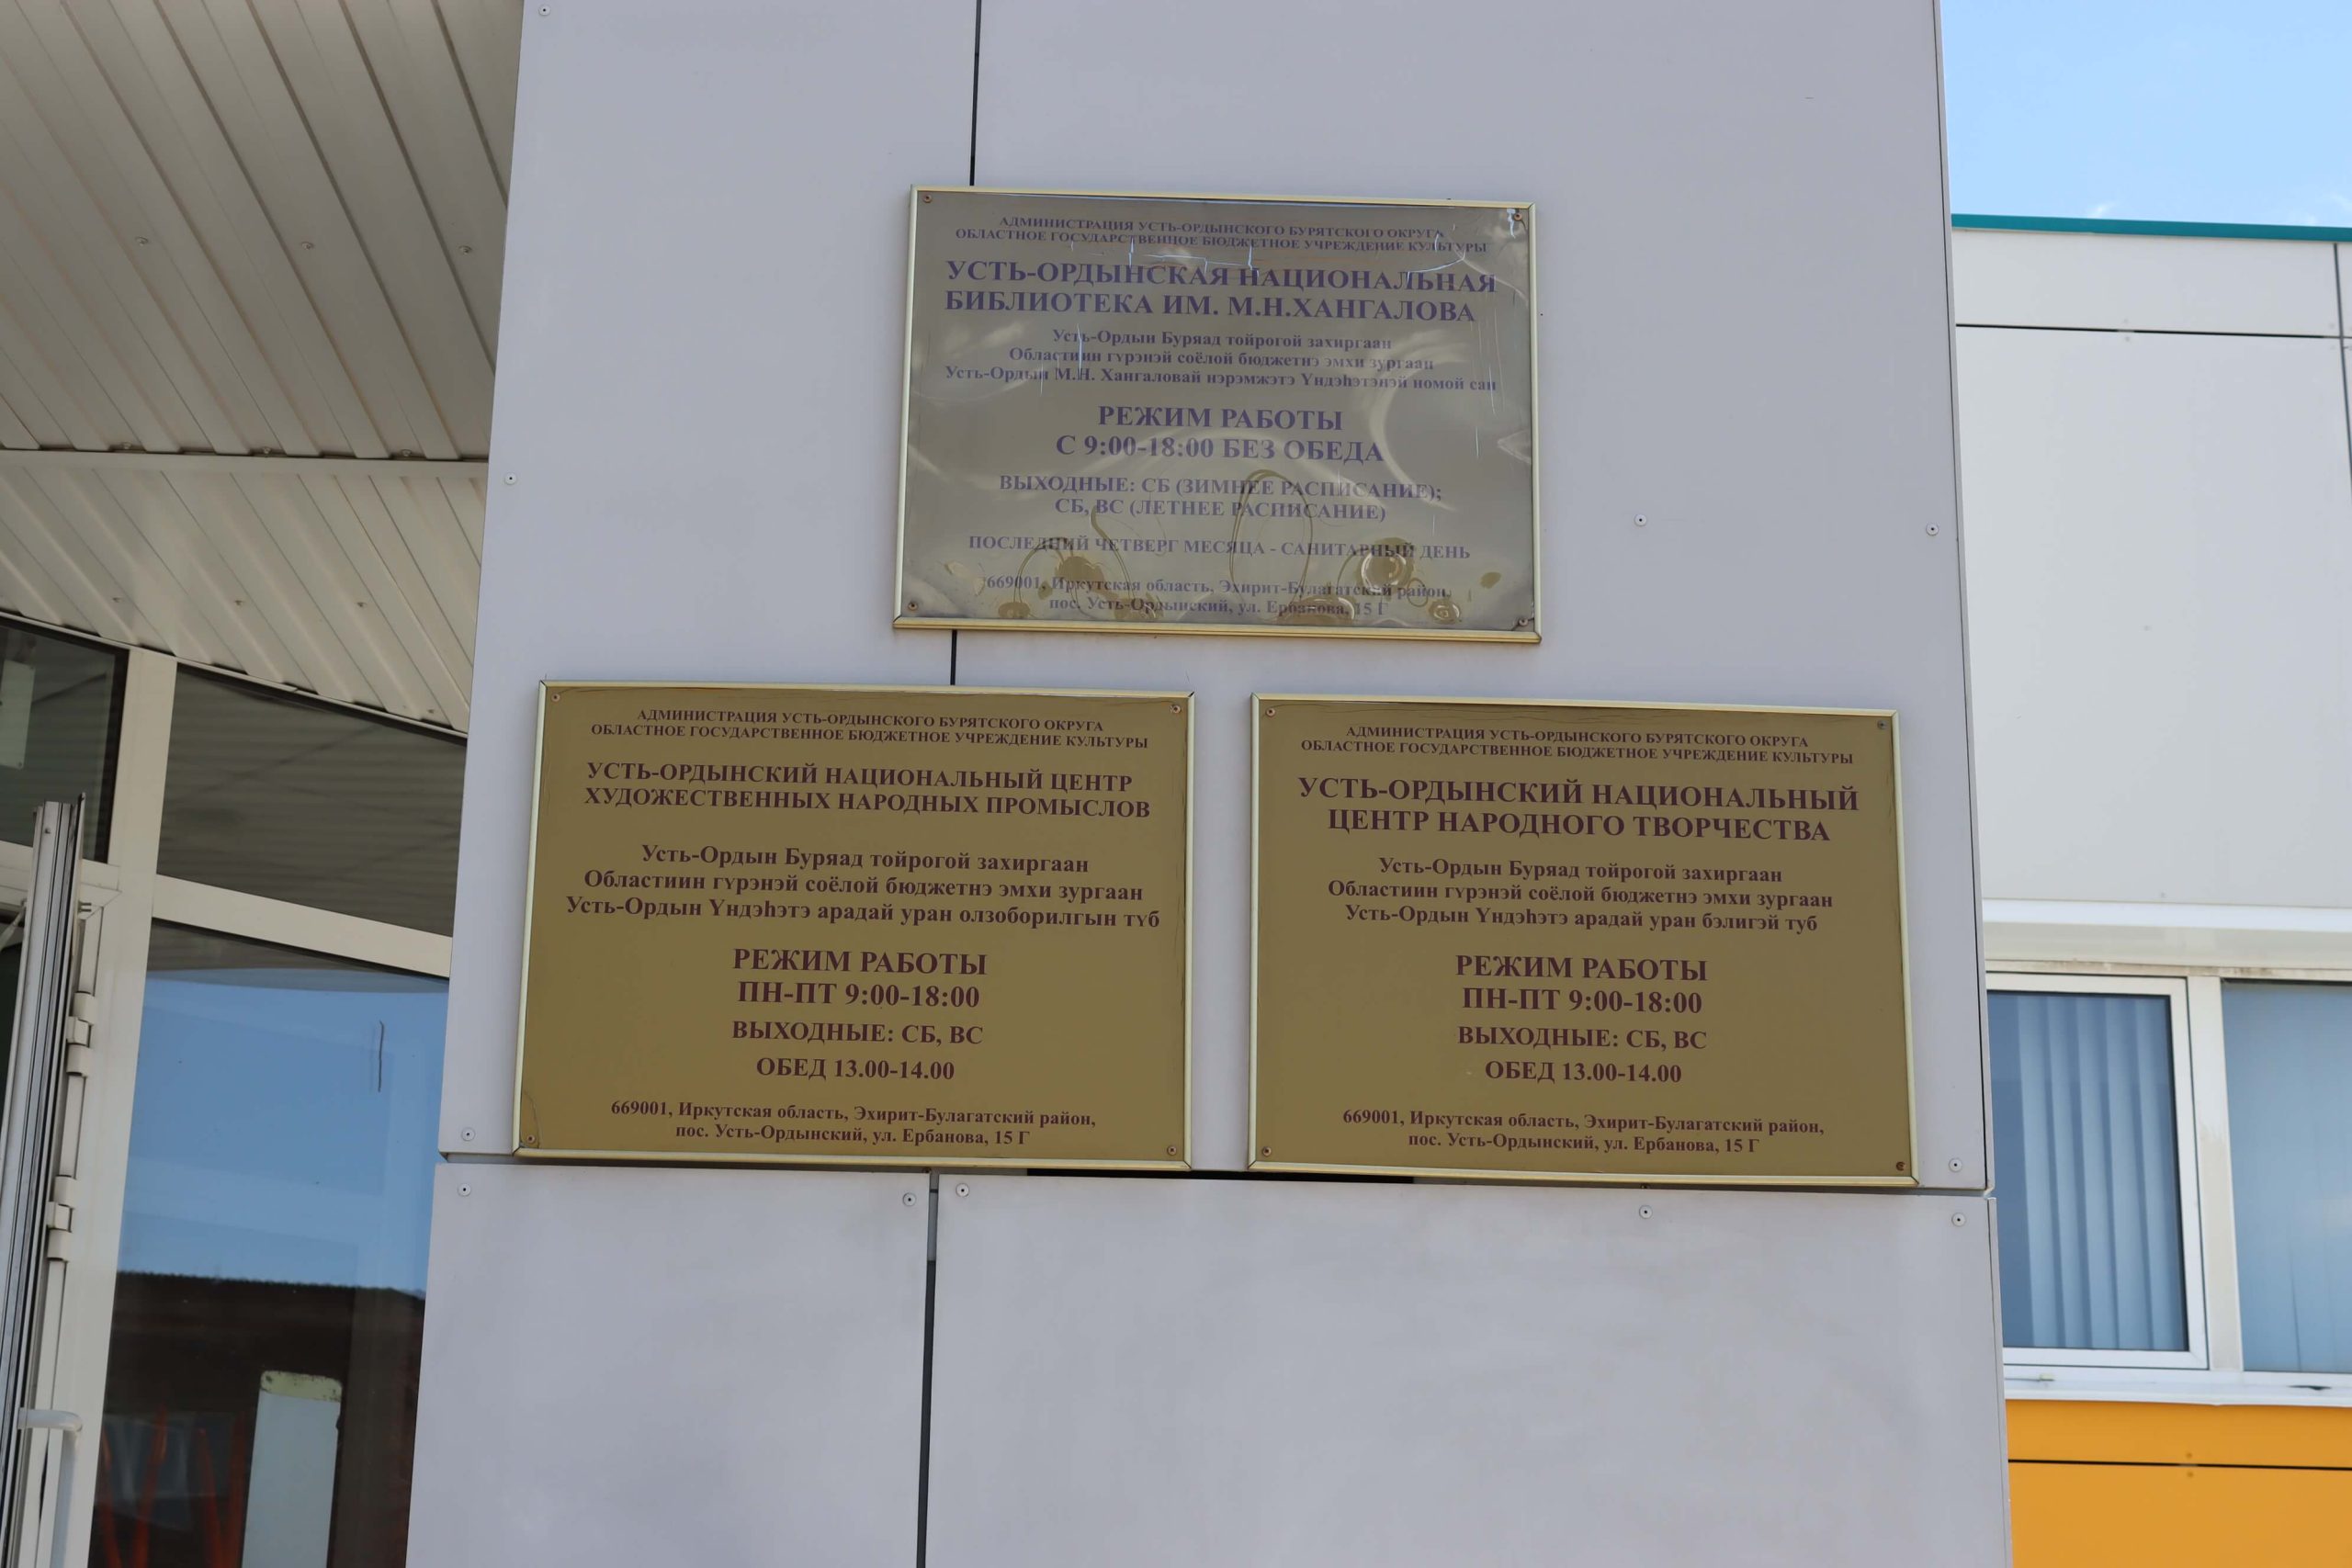 АДМИНИСТРАЦИЯ УСТЬ-ОРДЫНСКОГО БУРЯТСКОГО ОКРУГА
ОБЛАСТНОЕ ГОСУДАРСТВЕННОЕ БЮДЖЕТНОЕ УЧРЕЖДЕНИЕ КУЛЬТУРЫ
УСТЬ-ОРДЫНСКАЯ НАЦИОНАЛЬНАЯ
БИБЛИОТЕКА ИМ. М.Н.ХАНГАЛОВА
Усть-Ордын Буряад тойрогой захиргаан
Областиин гүрэнэй соёлой бюджетнэ эмхи зургаан
Усть-Ордын М.Н. Хангаловай нэрэмжэтэ Үндэһэтэнэй номой сан
РЕЖИМ РАБОТЫ
С 9:00-18:00 БЕЗ ОБЕДА
ВЫХОДНЫЕ: СБ (ЗИМНЕЕ РАСПИСАНИЕ);
СБ, ВС (ЛЕТНЕЕ РАСПИСАНИЕ)
ПОСЛЕДНИЙ ЧЕТВЕРГ МЕСЯЦА - САНИТАРНЫЙ ДЕНЬ
669001, Иркутская область, Эхирит-Булагатский район,
пос. Усть-Ордынский, ул. Ербанова, 15 Г
АДМИНИСТРАЦИЯ УСТЬ-ОРДЫНСКОГО БУРЯТСКОГО ОКРУГА
ОБЛАСТНОЕ ГОСУДАРСТВЕННОЕ БЮДЖЕТНОЕ УЧРЕЖДЕНИЕ КУЛЬТУРЫ
УСТЬ-ОРДЫНСКИЙ НАЦИОНАЛЬНЫЙ ЦЕНТР
ХУДОЖЕСТВЕННЫХ НАРОДНЫХ ПРОМЫСЛОВ
Усть-Ордын Буряад тойрогой захиргаан
Областиин гүрэнэй соёлой бюджетнэ эмхи зургаан
Усть-Ордын Үндэһэтэ арадай уран олзоборилгын түб
РЕЖИМ РАБОТЫ
ПН-ПТ 9:00-18:00
ВЫХОДНЫЕ: СБ, ВС
ОБЕД 13.00-14.00
669001, Иркутская область, Эхирит-Булагатский район,
пос. Усть-Ордынский, ул. Ербанова, 15 Г
АДМИНИСТРАЦИЯ УСТЬ-ОРДЫНСКОГО БУРЯТСКОГО ОКРУГА
ОБЛАСТНОЕ ГОСУДАРСТВЕННОЕ БЮДЖЕТНОЕ УЧРЕЖДЕНИЕ КУЛЬТУРЫ
УСТЬ-ОРДЫНСКИЙ НАЦИОНАЛЬНЫЙ
ЦЕНТР НАРОДНОГО ТВОРЧЕСТВА
Усть-Ордын Буряад тойрогой захиргаан
Областиин гүрэнэй соёлой бюджетнэ эмхи зургаан
Усть-Ордын Үндэһэтэ арадай уран бэлигэй туб
РЕЖИМ РАБОТЫ
ПН-ПТ 9:00-18:00
ВЫХОДНЫЕ: СБ, ВС
ОБЕД 13.00-14.00
669001, Иркутская область, Эхирит-Булагатский район,
пос. Усть-Ордынский, ул. Ербанова, 15 Г